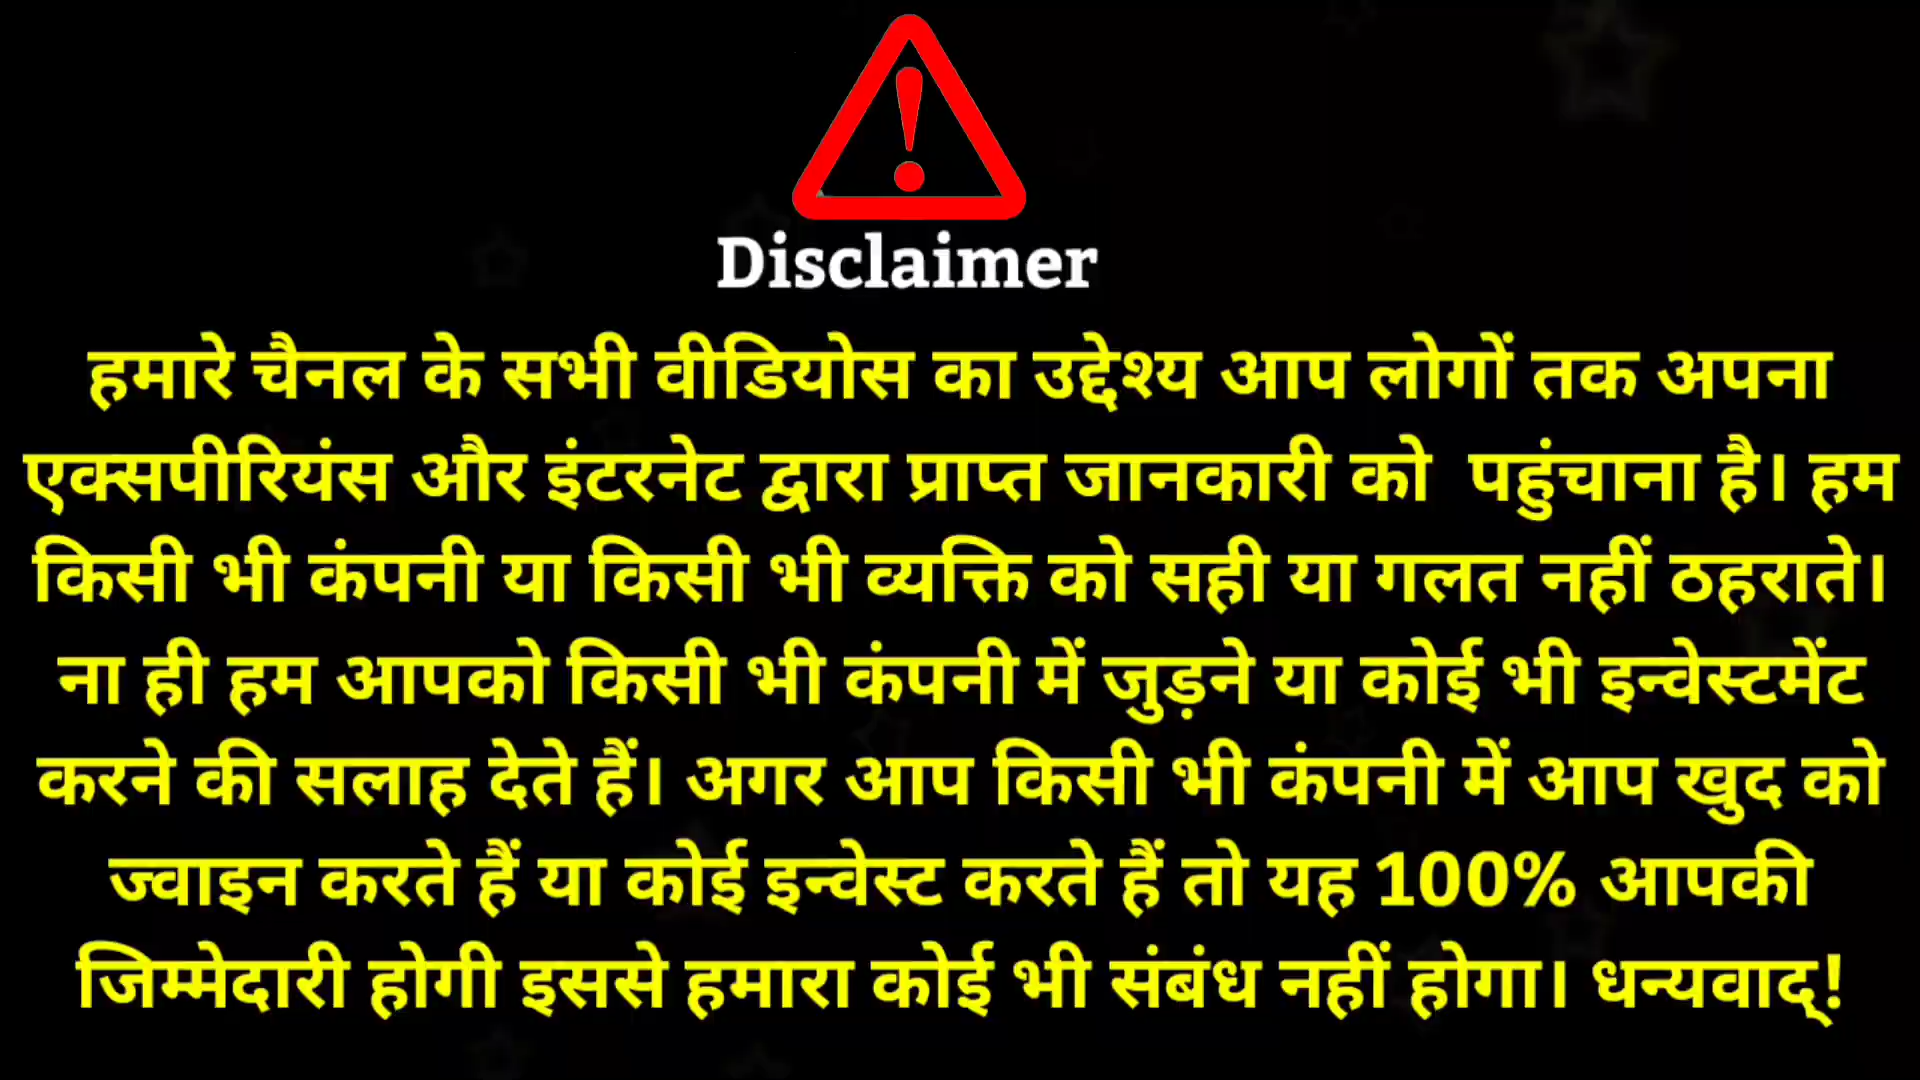 Disclaimer
हमारे चैनल के सभी वीडियोस का उद्देश्य आप लोगों तक अपना
एक्सपीरियंस और इंटरनेट द्वारा प्राप्त जानकारी को पहुंचाना है। हम
किसी भी कंपनी या किसी भी व्यक्ति को सही या गलत नहीं ठहराते।
ना ही हम आपको किसी भी कंपनी में जुड़ने या कोई भी इन्वेस्टमेंट
करने की सलाह देते हैं। अगर आप किसी भी कंपनी में आप खुद को
ज्वाइन करते हैं या कोई इन्वेस्ट करते हैं तो यह 100% आपकी
जिम्मेदारी होगी इससे हमारा कोई भी संबंध नहीं होगा। धन्यवाद्!